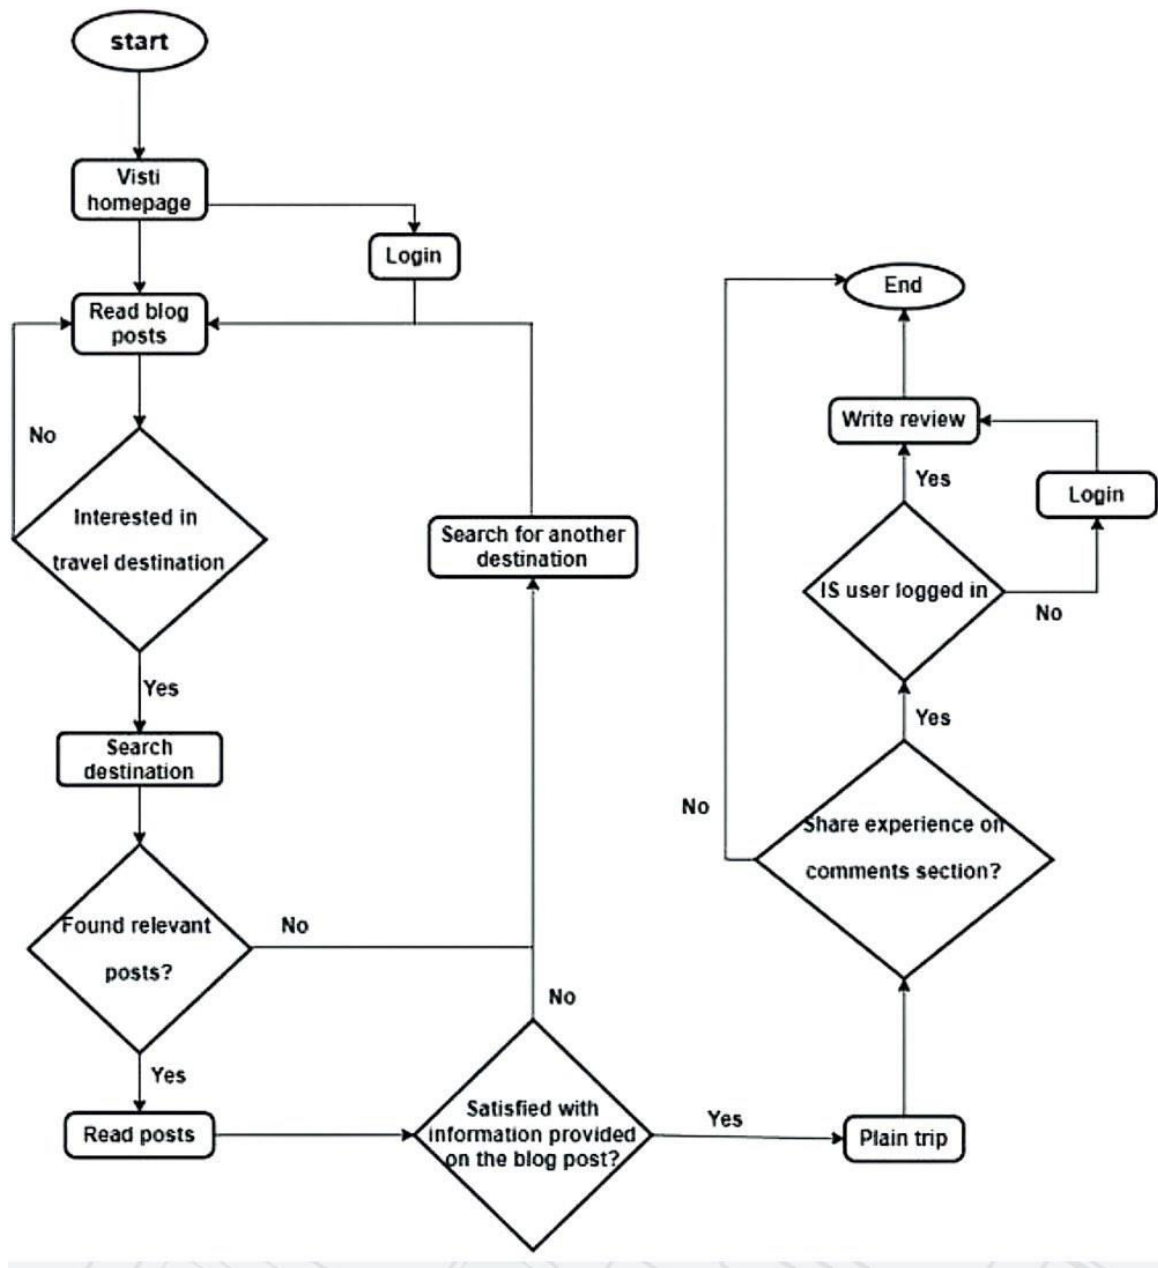 start
Visti
homepage
Login
Read blog
posts
No
Interested in
travel destination
Yes
Search
destination
Found relevant
posts?
No
Yes
Read posts
Search for another
destination
No
Satisfied with
information provided
on the blog post?
Yes
Plain trip
Share experience on
comments section?
No
Yes
IS user logged in
No
Login
Yes
Write review
End